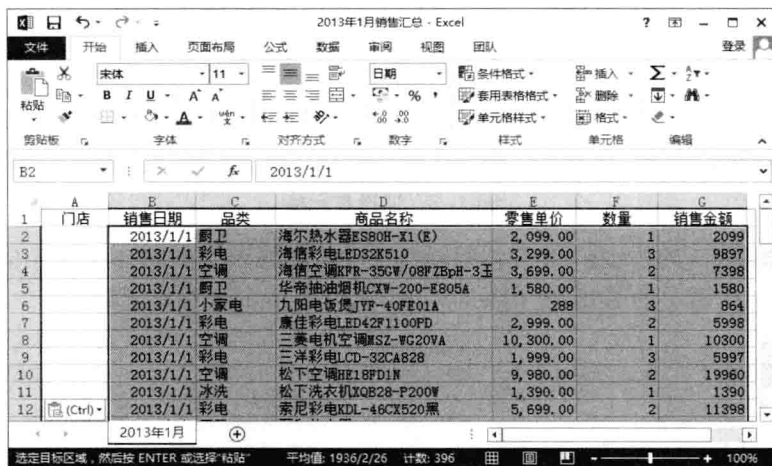 2013年1月销售汇总 - Excel
文件 开始 插入 页面布局 公式 数据 审阅 视图 团队 登录
宋体 11 日期 条件格式 插入
粘贴 B I U A A % 套用表格格式 删除
A wén 文 单元格样式 格式
剪贴板 字体 对齐方式 数字 样式 单元格 编辑
B2 fx 2013/1/1
A B C D E F G
1 门店 销售日期 品类 商品名称 零售单价 数量 销售金额
2 2013/1/1 厨卫 海尔热水器ES80H-X1(E) 2,099.00 1 2099
3 2013/1/1 彩电 海信彩电LED32K510 3,299.00 3 9897
4 2013/1/1 空调 海信空调KFR-35GW/08FZBpH-3玉 3,699.00 2 7398
5 2013/1/1 厨卫 华帝抽油烟机CXW-200-E805A 1,580.00 1 1580
6 2013/1/1 小家电 九阳电饭煲JYF-40FE01A 288 3 864
7 2013/1/1 彩电 康佳彩电LED42F1100PD 2,999.00 2 5998
8 2013/1/1 空调 三菱电机空调MSZ-WG20VA 10,300.00 1 10300
9 2013/1/1 彩电 三洋彩电LCD-32CA828 1,999.00 3 5997
10 2013/1/1 空调 松下空调HE18FD1N 9,980.00 2 19960
11 2013/1/1 冰洗 松下洗衣机XQB28-P200W 1,390.00 1 1390
12 (Ctrl) 2013/1/1 彩电 索尼彩电KDL-46CX520黑 5,699.00 2 11398
2013年1月
选定目标区域，然后按 ENTER 或选择"粘贴" 平均值: 1936/2/26 计数: 396 100%